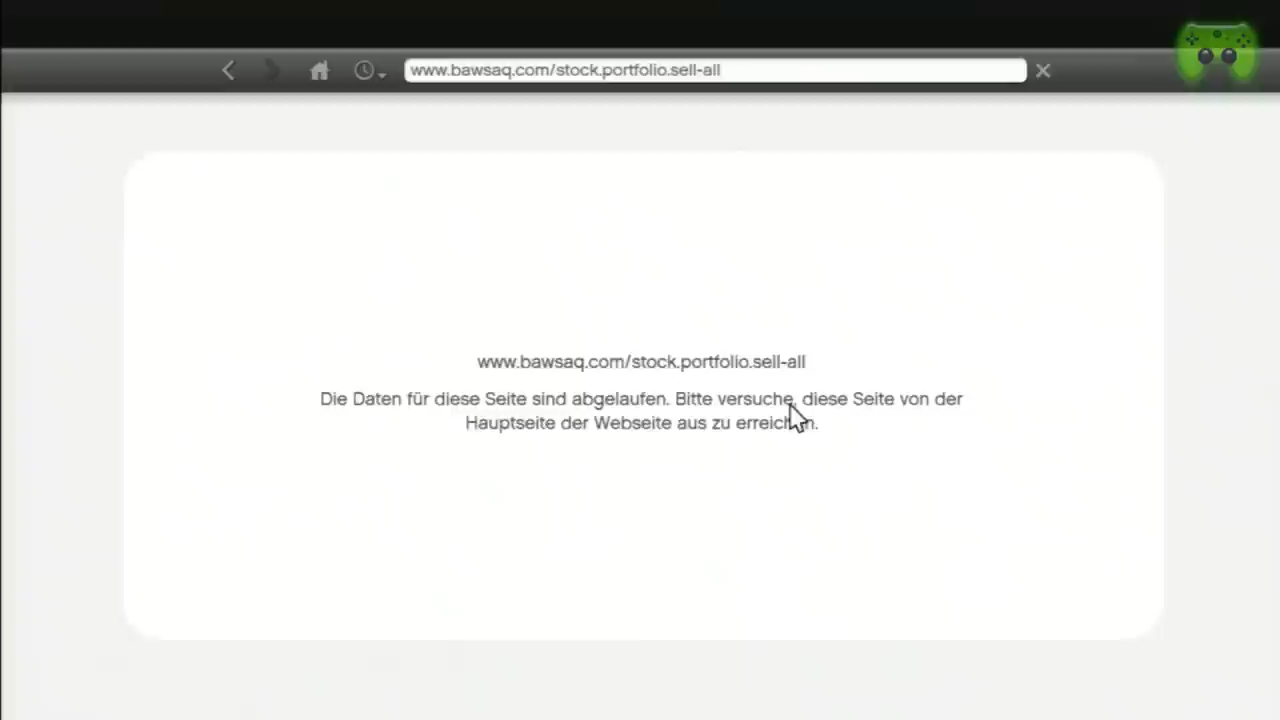 www.bawsaq.com/stock.portfolio.sell-all
www.bawsaq.com/stock.portfolio.sell-all
Die Daten für diese Seite sind abgelaufen. Bitte versuche, diese Seite von der
Hauptseite der Webseite aus zu erreichen.